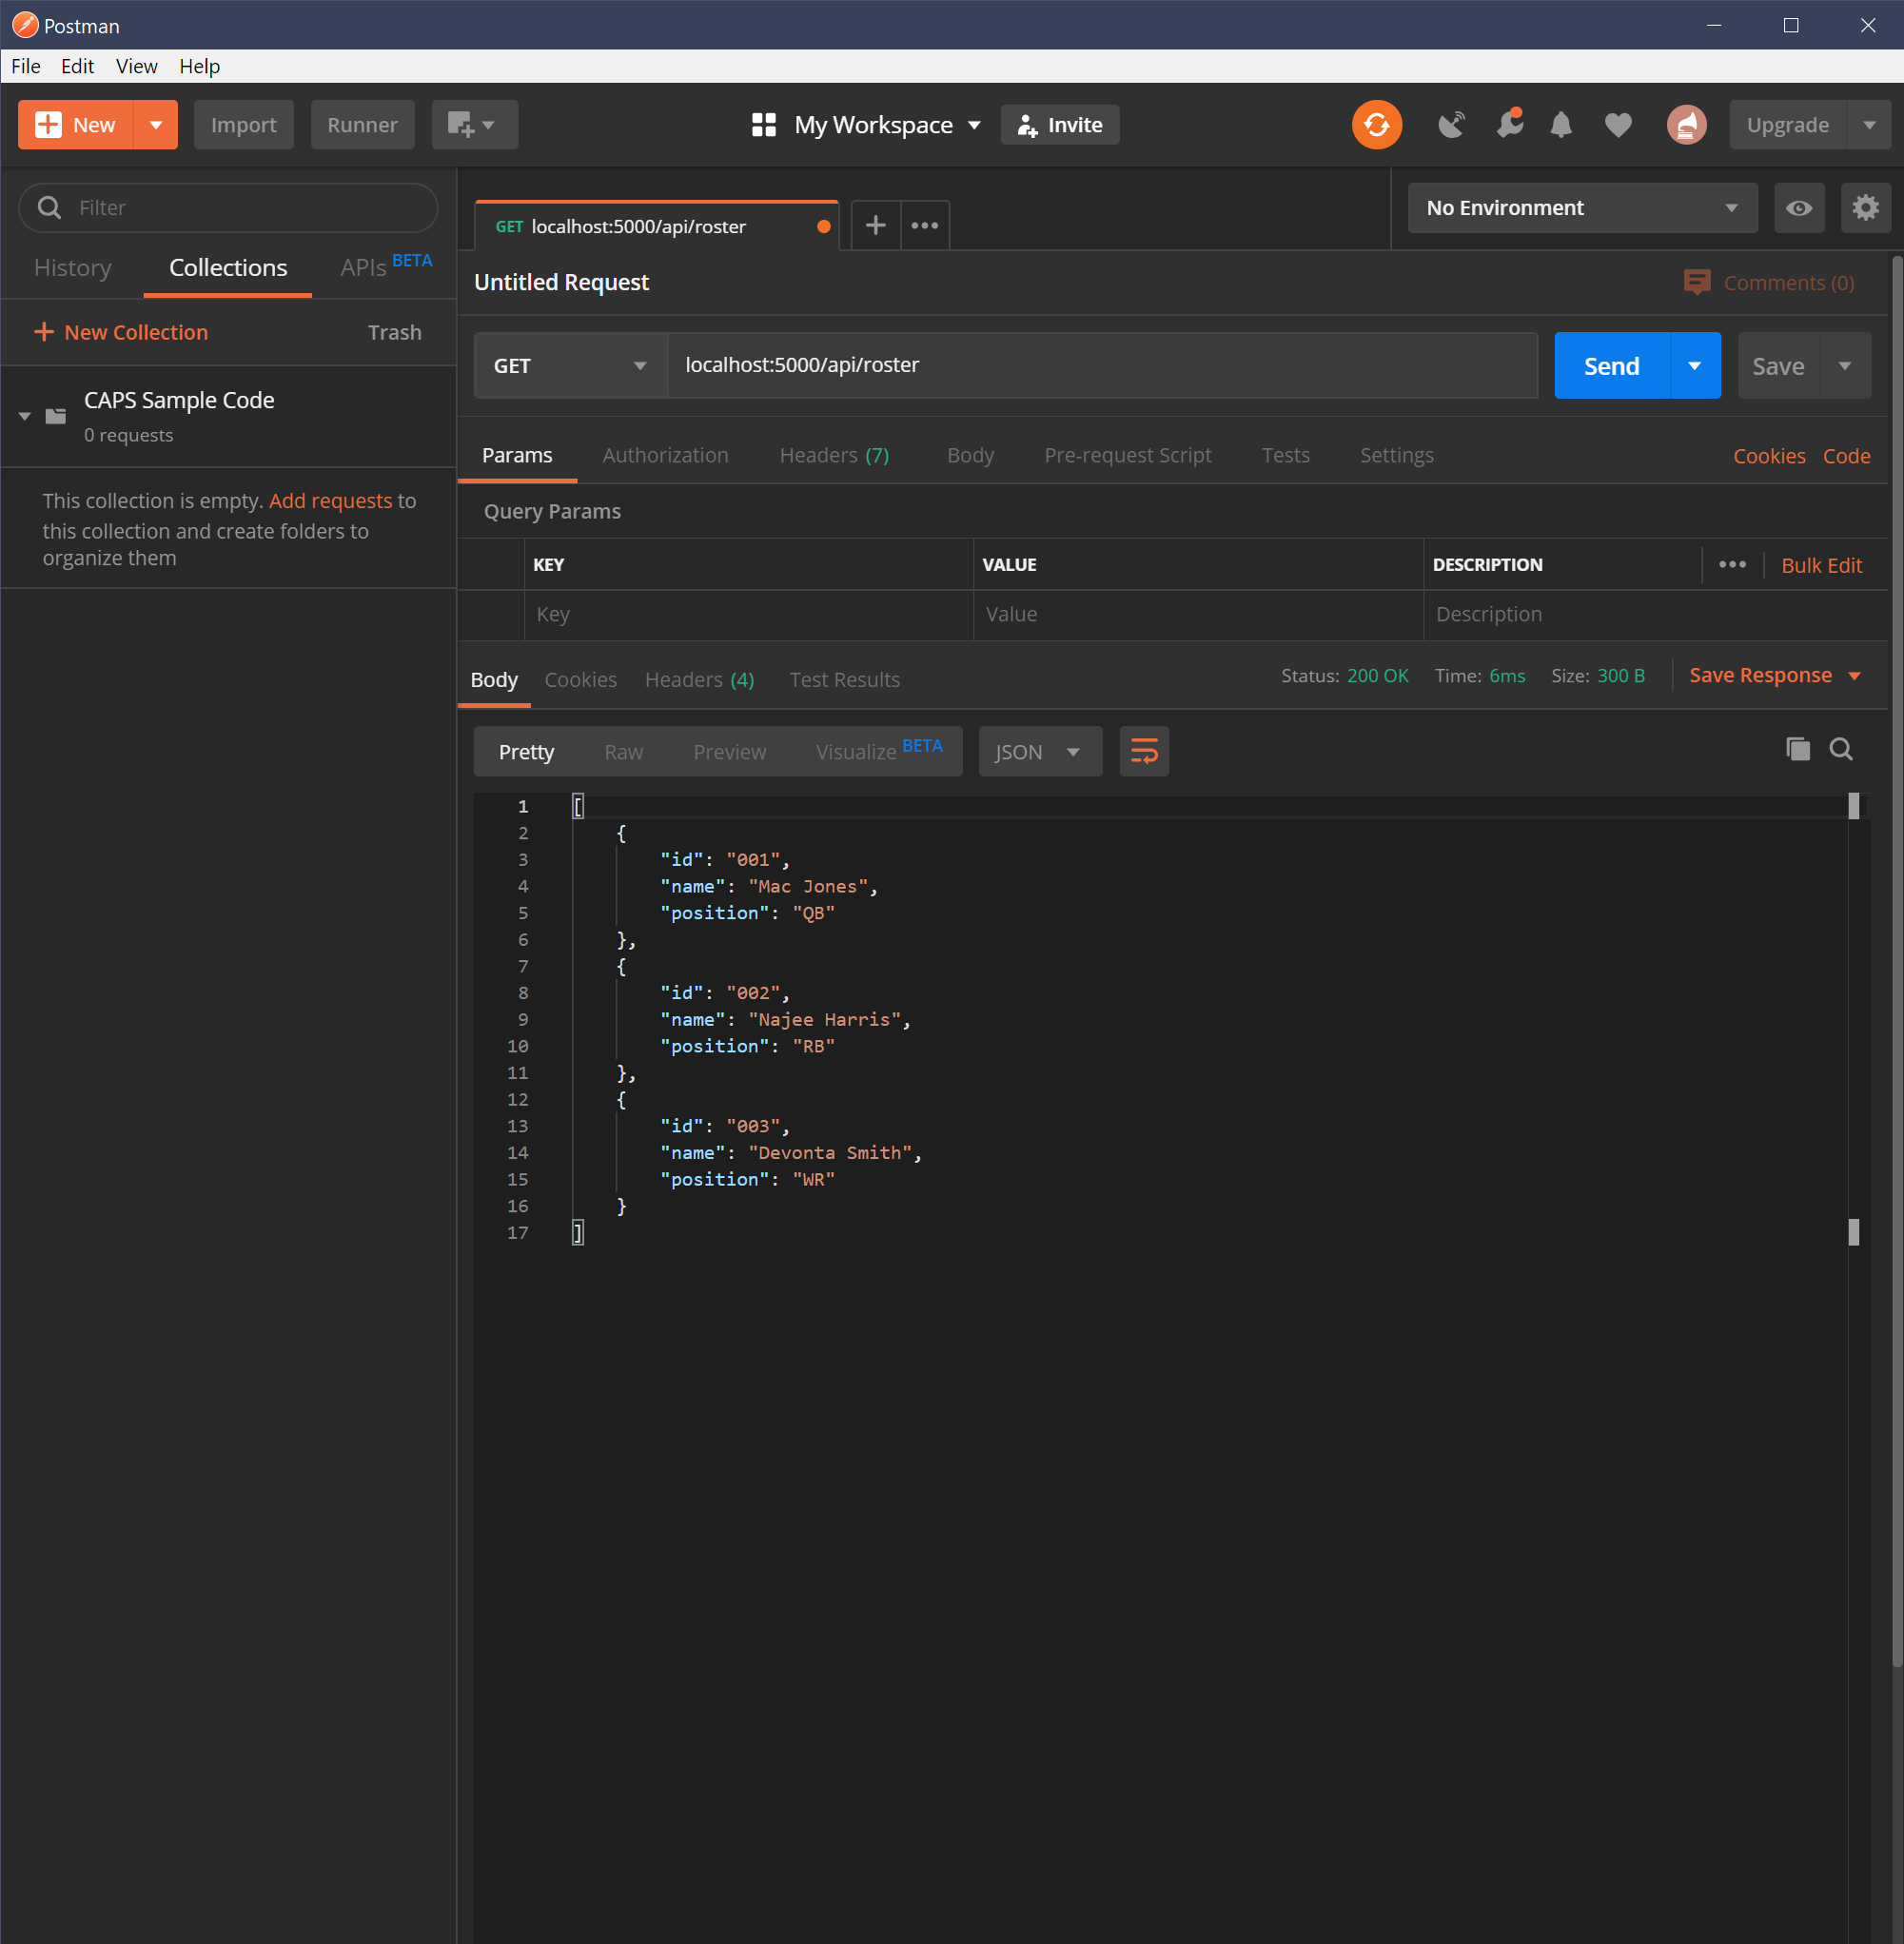 Postman
File Edit View Help
New Import Runner My Workspace Invite Upgrade
Filter
History Collections APIs BETA
New Collection Trash
CAPS Sample Code
0 requests
This collection is empty. Add requests to
this collection and create folders to
organize them
GET localhost:5000/api/roster
No Environment
Untitled Request Comments (0)
GET localhost:5000/api/roster Send Save
Params Authorization Headers (7) Body Pre-request Script Tests Settings Cookies Code
Query Params
KEY VALUE DESCRIPTION Bulk Edit
Key Value Description
Body Cookies Headers (4) Test Results Status: 200 OK Time: 6ms Size: 300 B Save Response
Pretty Raw Preview Visualize BETA JSON
1 [
2 {
3 "id": "001",
4 "name": "Mac Jones",
5 "position": "QB"
6 },
7 {
8 "id": "002",
9 "name": "Najee Harris",
10 "position": "RB"
11 },
12 {
13 "id": "003",
14 "name": "Devonta Smith",
15 "position": "WR"
16 }
17 ]